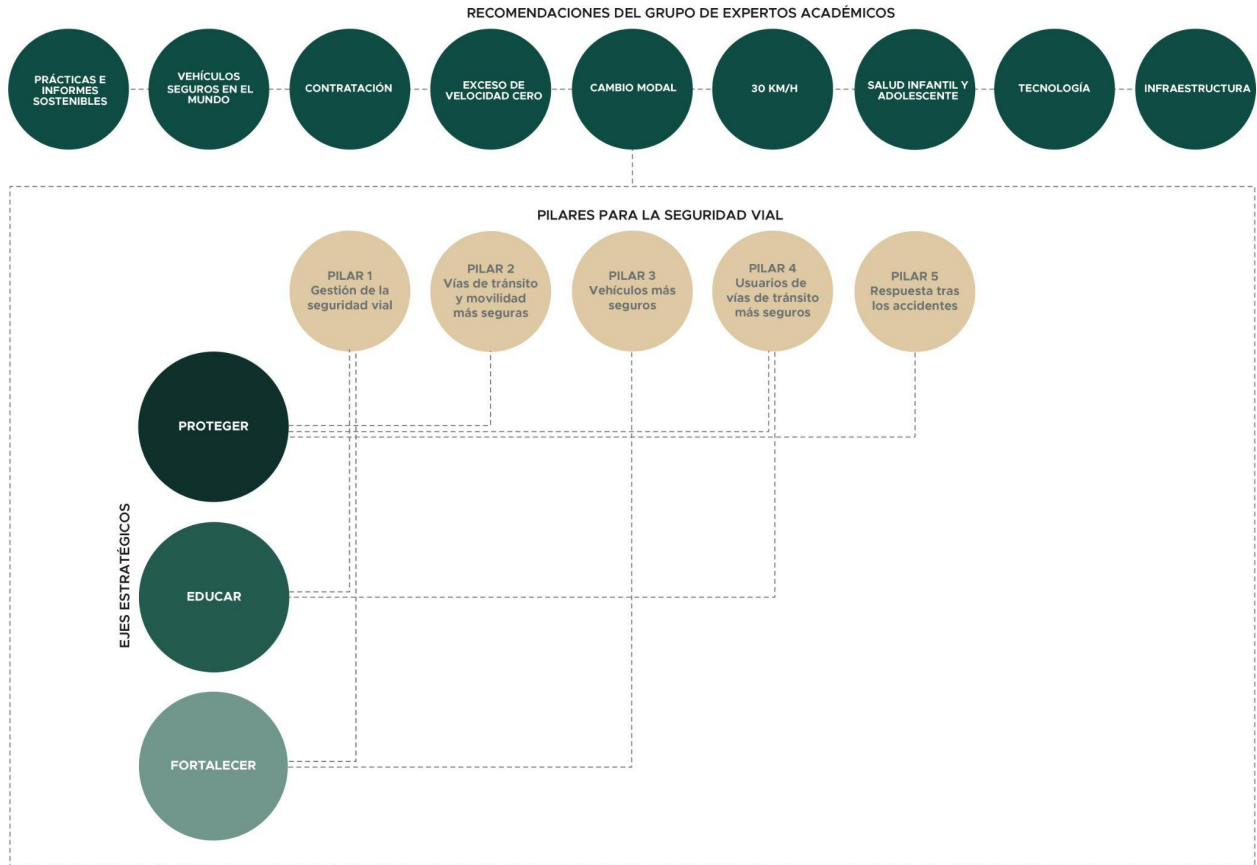 RECOMENDACIONES DEL GRUPO DE EXPERTOS ACADÉMICOS
PRÁCTICAS E
INFORMES
SOSTENIBLES
VEHÍCULOS
SEGUROS EN EL
MUNDO
CONTRATACIÓN
EXCESO DE
VELOCIDAD CERO
CAMBIO MODAL
30 KM/H
SALUD INFANTIL Y
ADOLESCENTE
TECNOLOGÍA
INFRAESTRUCTURA
PILARES PARA LA SEGURIDAD VIAL
PILAR 1
Gestión de la
seguridad vial
PILAR 2
Vías de tránsito
y movilidad
más seguras
PILAR 3
Vehículos más
seguros
PILAR 4
Usuarios de
vías de tránsito
más seguros
PILAR 5
Respuesta tras
los accidentes
EJES ESTRATÉGICOS
PROTEGER
EDUCAR
FORTALECER